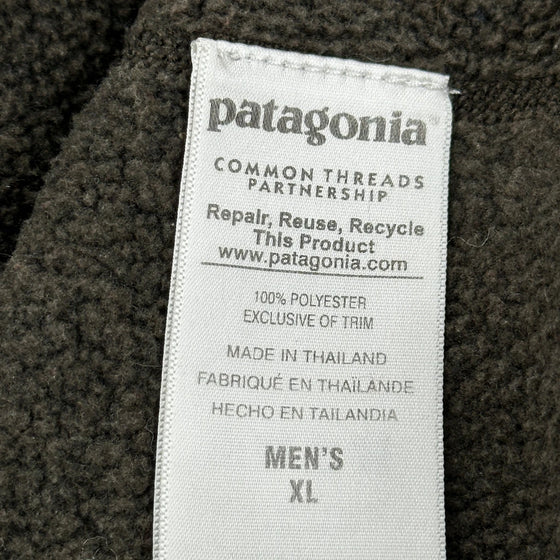 patagonia®
COMMON THREADS
PARTNERSHIP
Repair, Reuse, Recycle
This Product
www.patagonia.com
100% POLYESTER
EXCLUSIVE OF TRIM
MADE IN THAILAND
FABRIQUÉ EN THAÏLANDE
HECHO EN TAILANDIA
MEN'S
XL